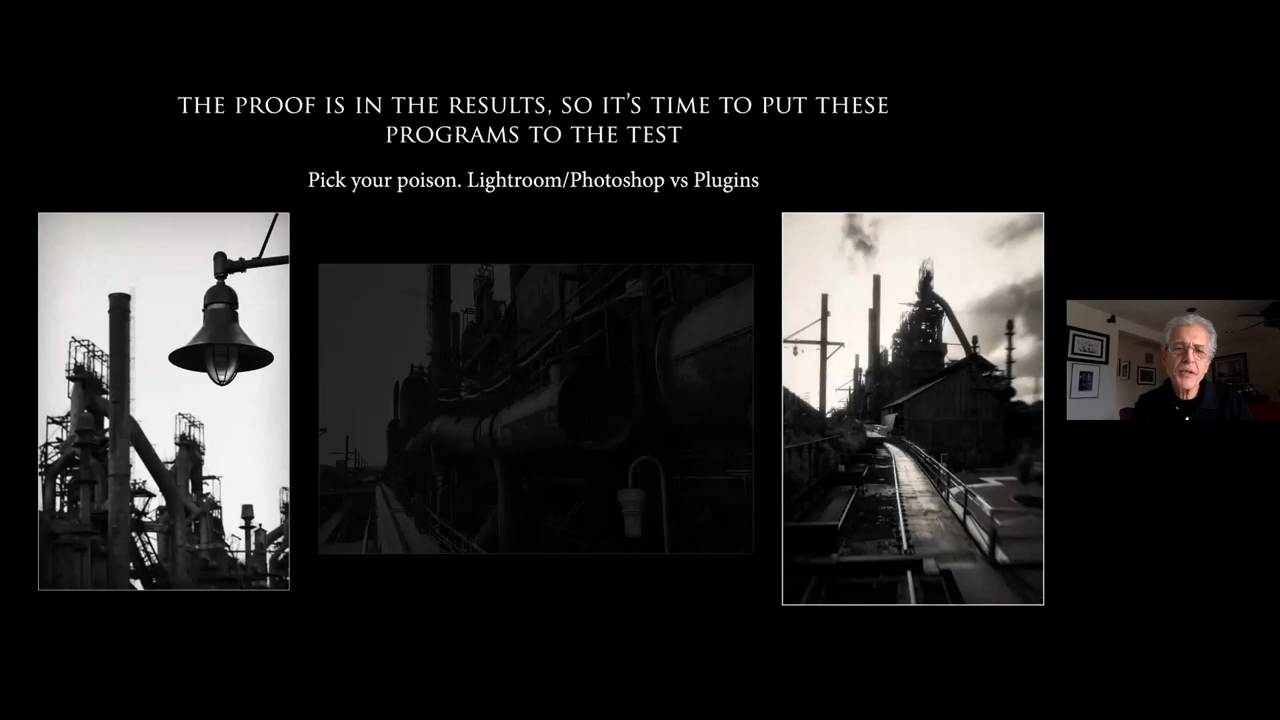 THE PROOF IS IN THE RESULTS, SO IT’S TIME TO PUT THESE
PROGRAMS TO THE TEST
Pick your poison. Lightroom/Photoshop vs Plugins